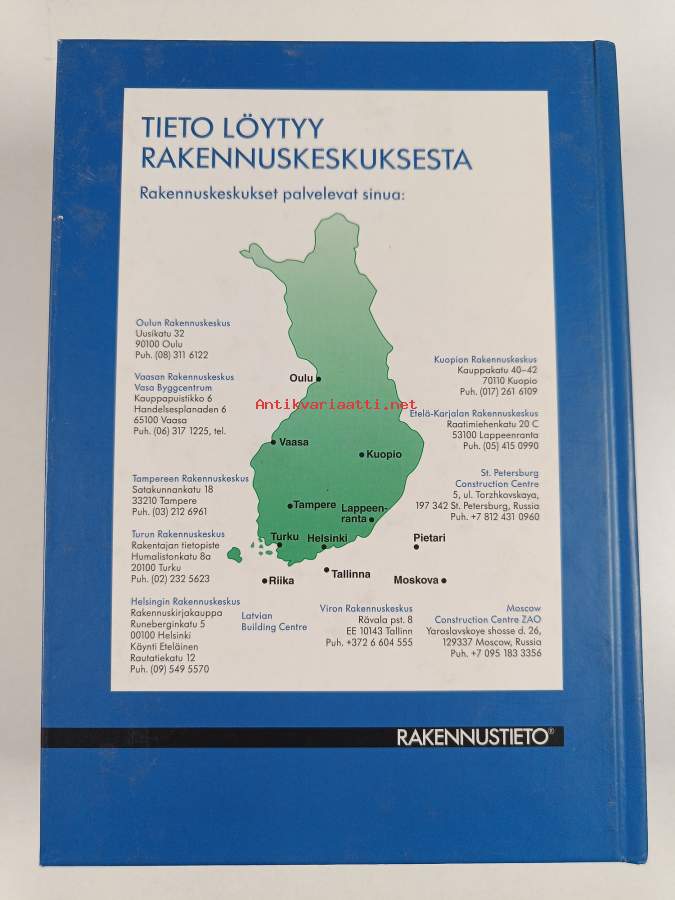 TIETO LÖYTYY
RAKENNUSKESKUKSESTA
Rakennuskeskukset palvelevat sinua:
Oulun Rakennuskeskus
Uusikatu 32
90100 Oulu
Puh. (08) 311 6122
Vaasan Rakennuskeskus
Vasa Byggcentrum
Kauppapuistikko 6
Handelsesplanaden 6
65100 Vaasa
Puh. (06) 317 1225, tel.
Tampereen Rakennuskeskus
Satakunnankatu 18
33210 Tampere
Puh. (03) 212 6961
Turun Rakennuskeskus
Rakentajan tietopiste
Humalistonkatu 8a
20100 Turku
Puh. (02) 232 5623
Helsingin Rakennuskeskus
Rakennuskirjakauppa
Runeberginkatu 5
00100 Helsinki
Käynti Eteläinen
Rautatiekatu 12
Puh. (09) 549 5570
Oulu
Antikvariaatti.net
Vaasa
Kuopio
Tampere
Lappeen-
ranta
Turku
Helsinki
Pietari
Riika
Tallinna
Moskova
Kuopion Rakennuskeskus
Kauppakatu 40–42
70110 Kuopio
Puh. (017) 261 6109
Etelä-Karjalan Rakennuskeskus
Raatimiehenkatu 20 C
53100 Lappeenranta
Puh. (05) 415 0990
St. Petersburg
Construction Centre
5, ul. Torzhkovskaya,
197 342 St. Petersburg, Russia
Puh. +7 812 431 0960
Latvian
Building Centre
Viron Rakennuskeskus
Rävala pst. 8
EE 10143 Tallinn
Puh. +372 6 604 555
Moscow
Construction Centre ZAO
Yaroslavskoye shosse d. 26,
129337 Moscow, Russia
Puh. +7 095 183 3356
RAKENNUSTIETO®